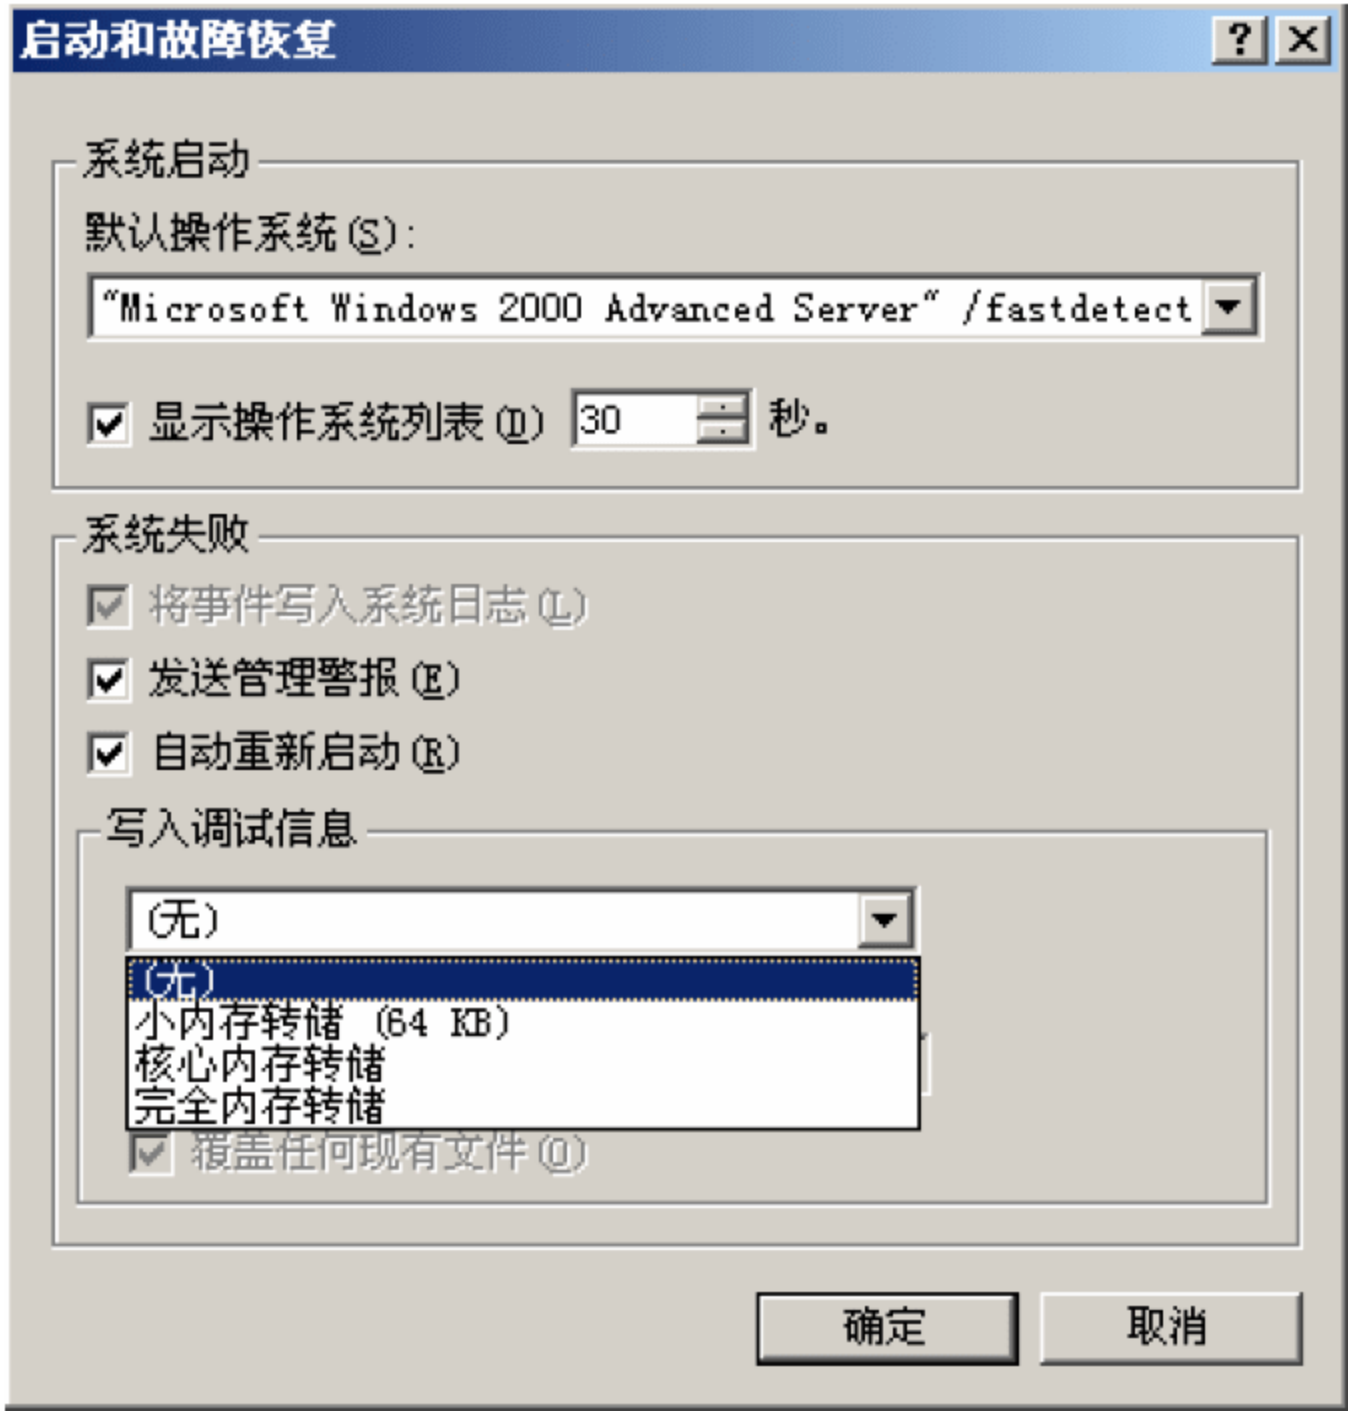 启动和故障恢复
系统启动
默认操作系统(S):
"Microsoft Windows 2000 Advanced Server" /fastdetect
显示操作系统列表(D) 30 秒。
系统失败
将事件写入系统日志(L)
发送管理警报(E)
自动重新启动(R)
写入调试信息
(无)
(无)
小内存转储 (64 KB)
核心内存转储
完全内存转储
覆盖任何现有文件(O)
确定 取消